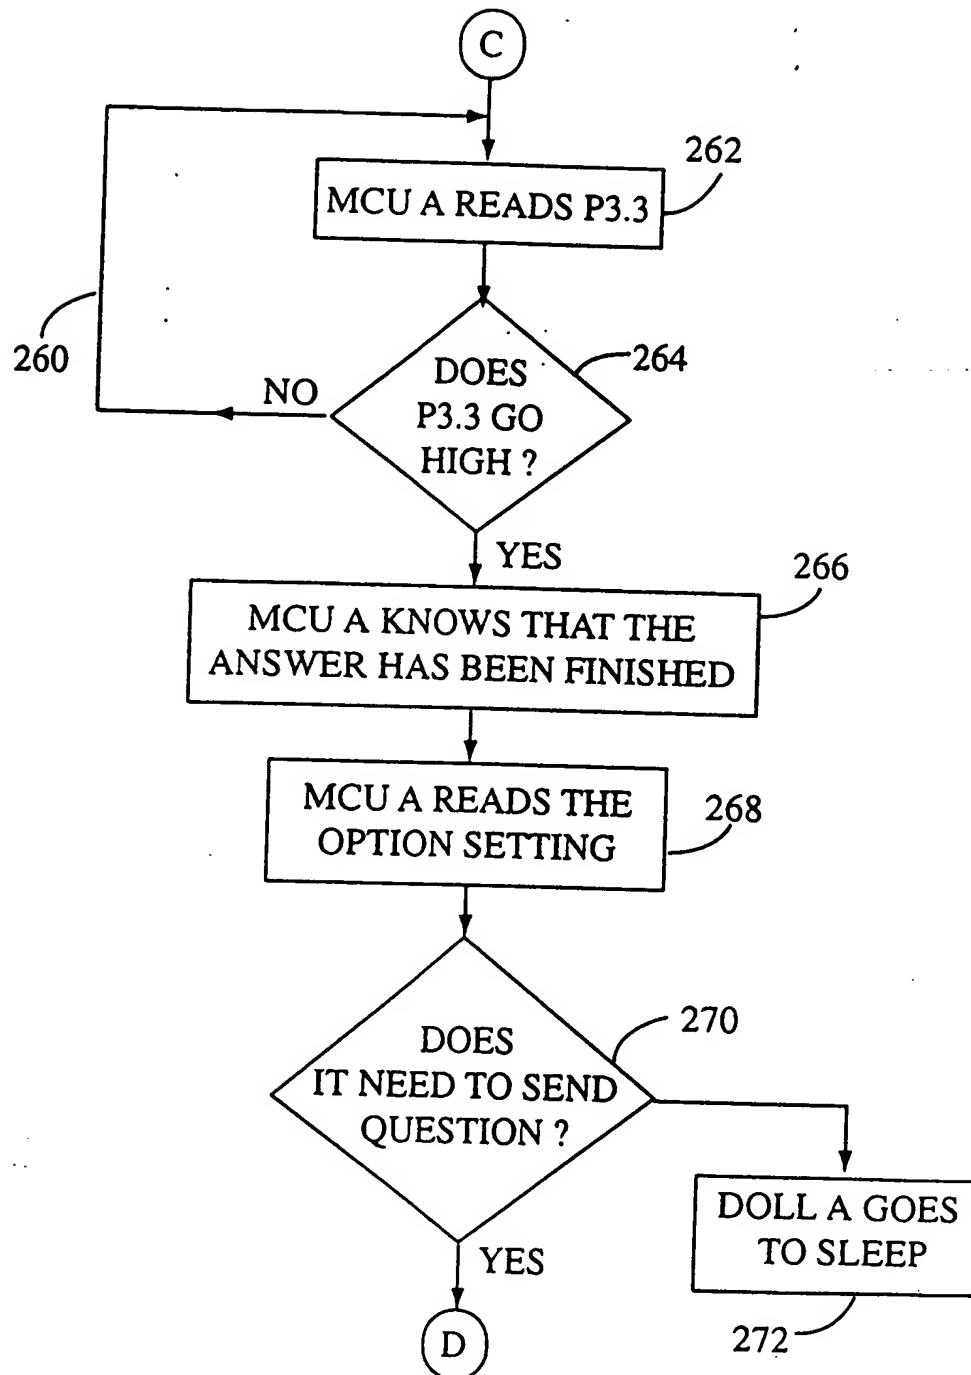 C
262
MCU A READS P3.3
260
264
DOES
P3.3 GO
HIGH ?
NO
YES
266
MCU A KNOWS THAT THE
ANSWER HAS BEEN FINISHED
268
MCU A READS THE
OPTION SETTING
270
DOES
IT NEED TO SEND
QUESTION ?
DOLL A GOES
TO SLEEP
YES
272
D